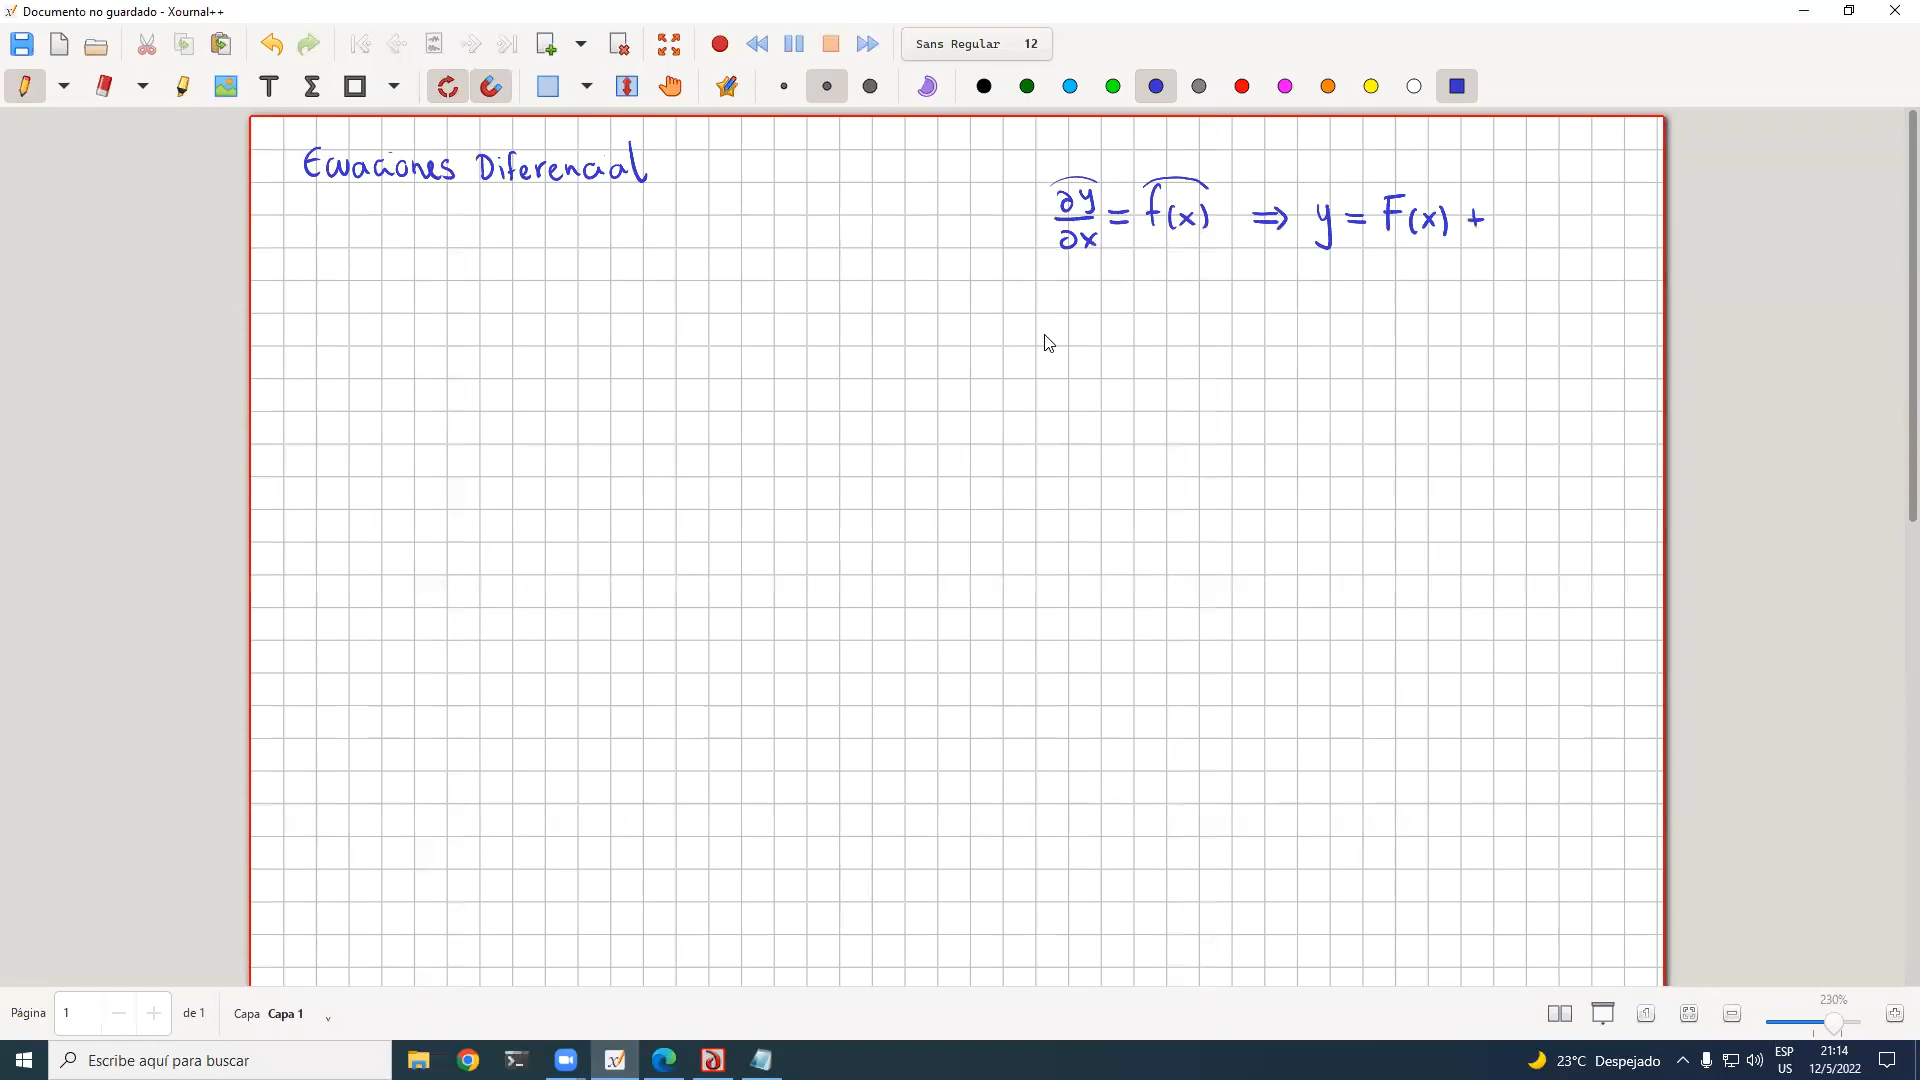 Documento no guardado - Xournal++
Sans Regular 12
Ecuaciones Diferencial
∂y/∂x = f(x) ⇒ y = F(x) +
Página 1 de 1 Capa Capa 1
230%
Escribe aquí para buscar
23°C Despejado
ESP
US
21:14
12/5/2022